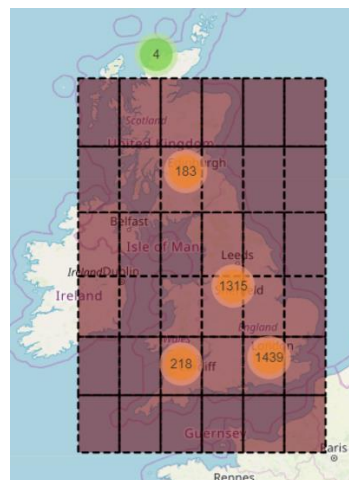 4
Scotland
United Kingdom
183
Belfast
Isle of Man
Leeds
Ireland Dublin
1315
Ireland
England
218
1439
Guernsey
Paris
Rennes